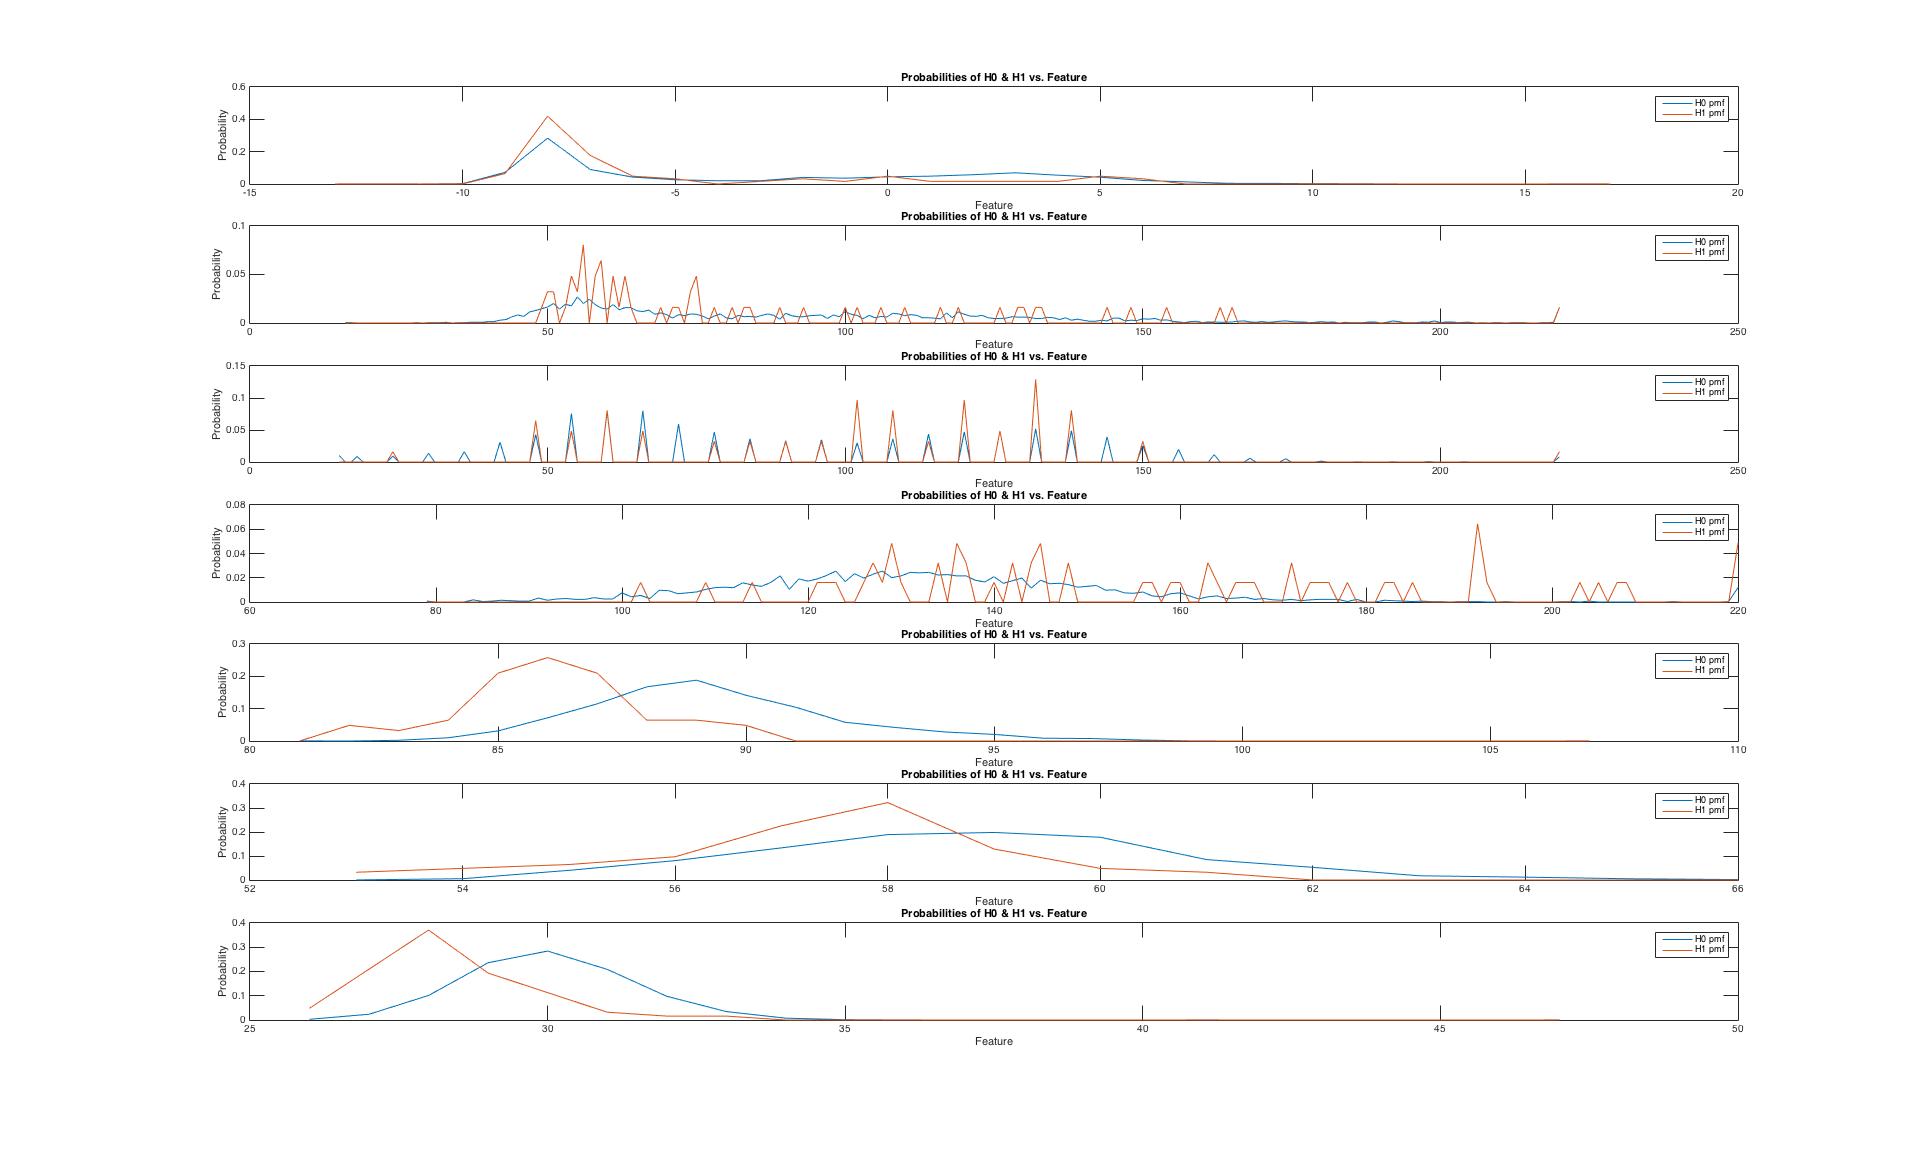 Probabilities of H0 & H1 vs. Feature
0.6
0.4
0.2
0
Probability
H0 pmf
H1 pmf
-15 -10 -5 0 5 10 15 20
Feature
Probabilities of H0 & H1 vs. Feature
0.1
0.05
0
Probability
H0 pmf
H1 pmf
0 50 100 150 200 250
Feature
Probabilities of H0 & H1 vs. Feature
0.15
0.1
0.05
0
Probability
H0 pmf
H1 pmf
0 50 100 150 200 250
Feature
Probabilities of H0 & H1 vs. Feature
0.08
0.06
0.04
0.02
0
Probability
H0 pmf
H1 pmf
60 80 100 120 140 160 180 200 220
Feature
Probabilities of H0 & H1 vs. Feature
0.3
0.2
0.1
0
Probability
H0 pmf
H1 pmf
80 85 90 95 100 105 110
Feature
Probabilities of H0 & H1 vs. Feature
0.4
0.3
0.2
0.1
0
Probability
H0 pmf
H1 pmf
52 54 56 58 60 62 64 66
Feature
Probabilities of H0 & H1 vs. Feature
0.4
0.3
0.2
0.1
0
Probability
H0 pmf
H1 pmf
25 30 35 40 45 50
Feature